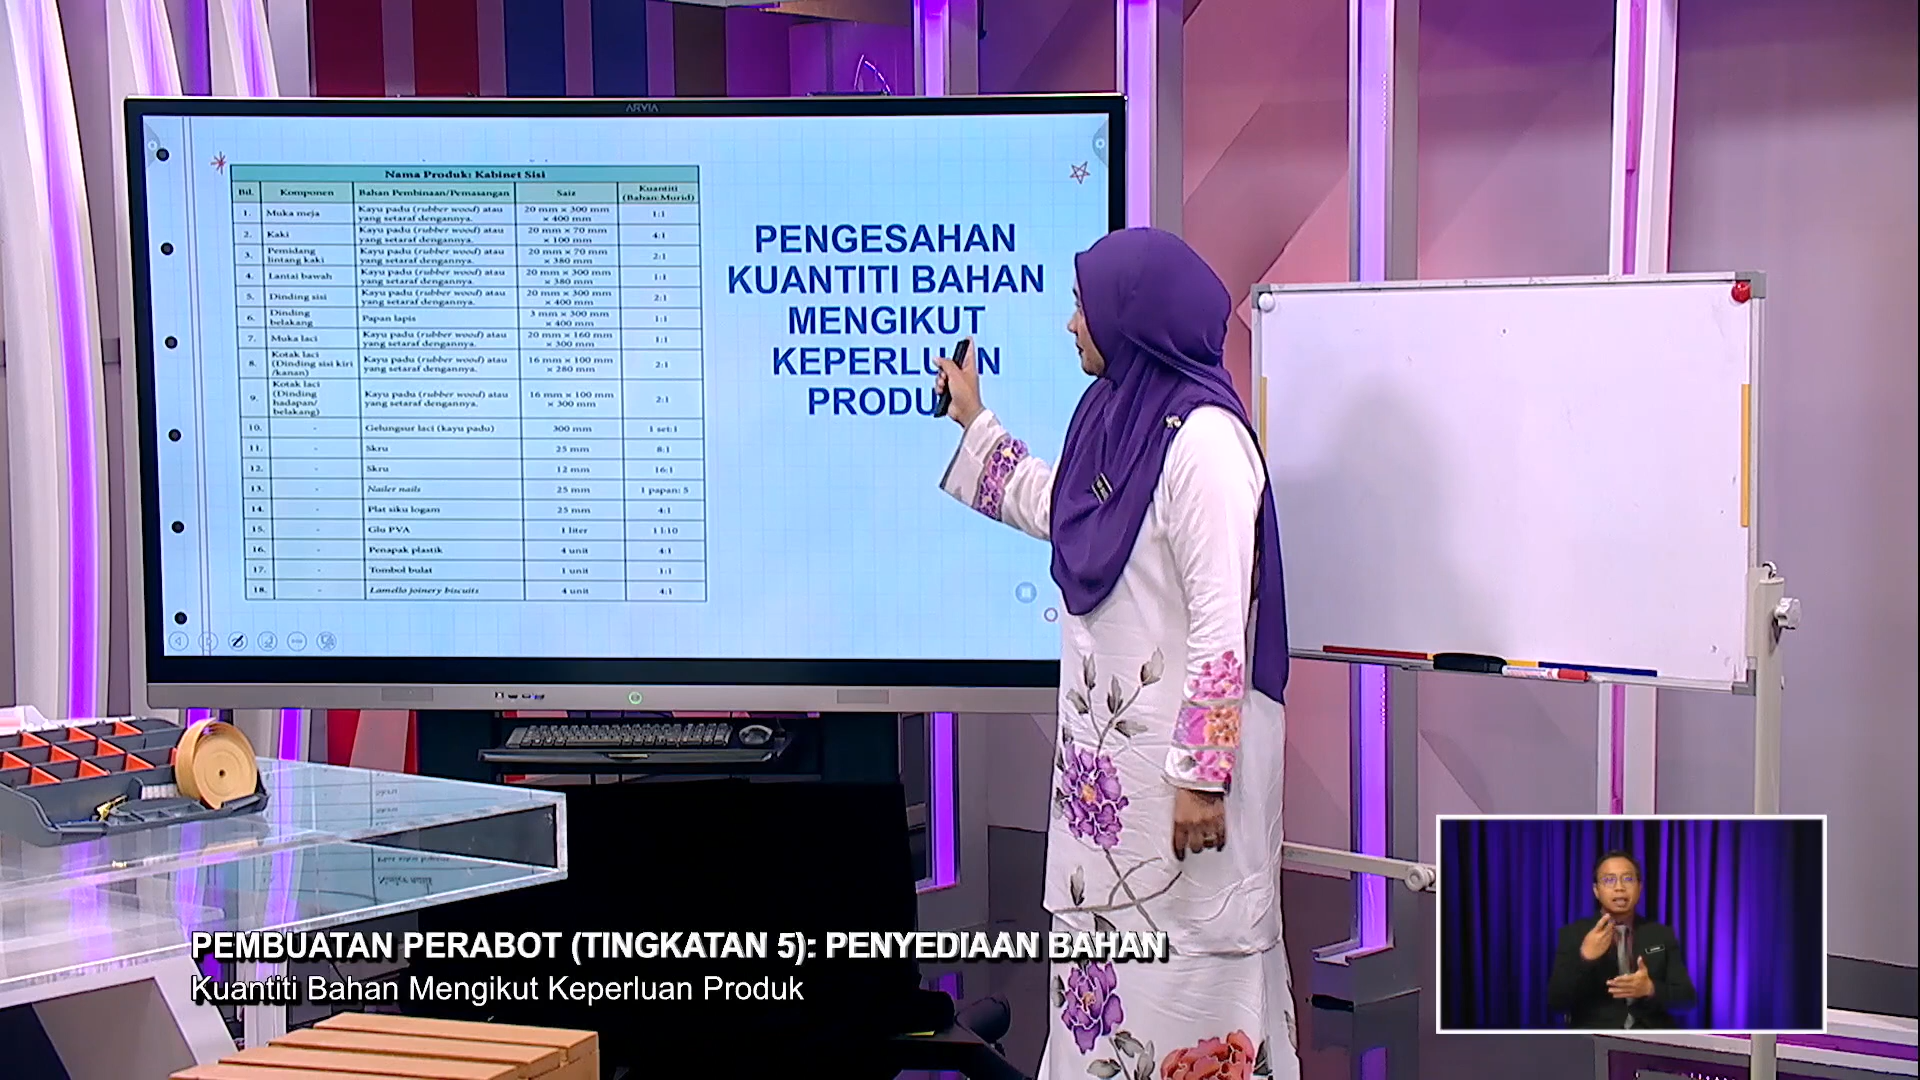 ARVIA
Nama Produk: Kabinet Sisi
Bil. Komponen Bahan Pembinaan/Pemasangan Saiz Kuantiti (Bahan:Murid)
1. Muka meja Kayu padu (rubber wood) atau yang setaraf dengannya. 20 mm × 300 mm × 400 mm 1:1
2. Kaki Kayu padu (rubber wood) atau yang setaraf dengannya. 20 mm × 70 mm × 100 mm 4:1
3. Pemidang lintang kaki Kayu padu (rubber wood) atau yang setaraf dengannya. 20 mm × 70 mm × 380 mm 2:1
4. Lantai bawah Kayu padu (rubber wood) atau yang setaraf dengannya. 20 mm × 300 mm × 380 mm 1:1
5. Dinding sisi Kayu padu (rubber wood) atau yang setaraf dengannya. 20 mm × 300 mm × 400 mm 2:1
6. Dinding belakang Papan lapis 3 mm × 300 mm × 400 mm 1:1
7. Muka laci Kayu padu (rubber wood) atau yang setaraf dengannya. 20 mm × 160 mm × 300 mm 1:1
8. Kotak laci (Dinding sisi kiri /kanan) Kayu padu (rubber wood) atau yang setaraf dengannya. 16 mm × 100 mm × 280 mm 2:1
9. Kotak laci (Dinding hadapan/ belakang) Kayu padu (rubber wood) atau yang setaraf dengannya. 16 mm × 100 mm × 300 mm 2:1
10. - Gelungsur laci (kayu padu) 300 mm 1 set:1
11. - Skru 25 mm 8:1
12. - Skru 12 mm 16:1
13. - Nailer nails 25 mm 1 papan: 5
14. - Plat siku logam 25 mm 4:1
15. - Glu PVA 1 liter 1 l:10
16. - Penapak plastik 4 unit 4:1
17. - Tombol bulat 1 unit 1:1
18. - Lamello joinery biscuits 4 unit 4:1
PENGESAHAN
KUANTITI BAHAN
MENGIKUT
KEPERLUAN
PRODU
PEMBUATAN PERABOT (TINGKATAN 5): PENYEDIAAN BAHAN
Kuantiti Bahan Mengikut Keperluan Produk